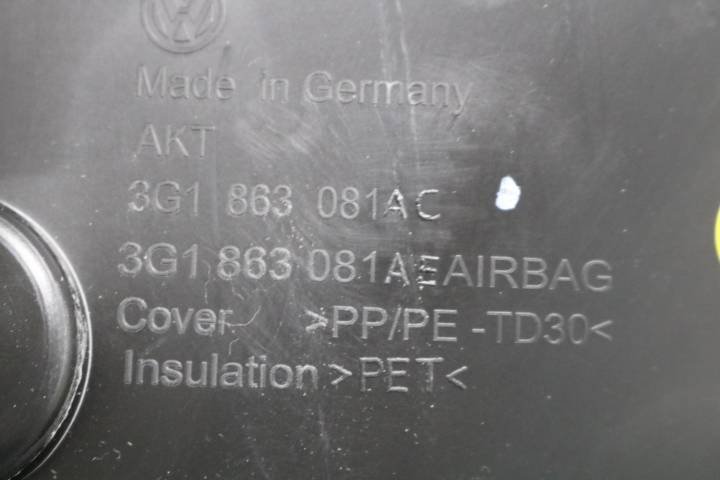 Made in Germany
AKT
3G1 863 081AC
3G1 863 081AE AIRBAG
Cover >PP/PE -TD30<
Insulation >PET<